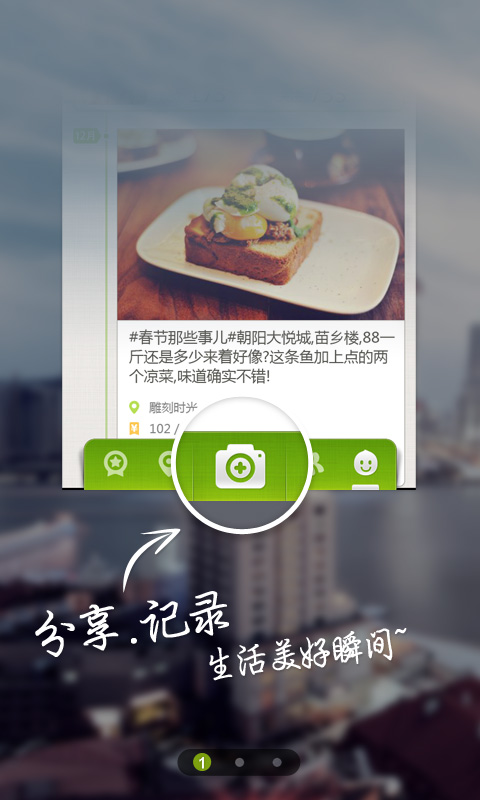 12月
#春节那些事儿#朝阳大悦城,苗乡楼,88一
斤还是多少来着好像?这条鱼加上点的两
个凉菜,味道确实不错!
雕刻时光
102 /
分享.记录
生活美好瞬间~
1